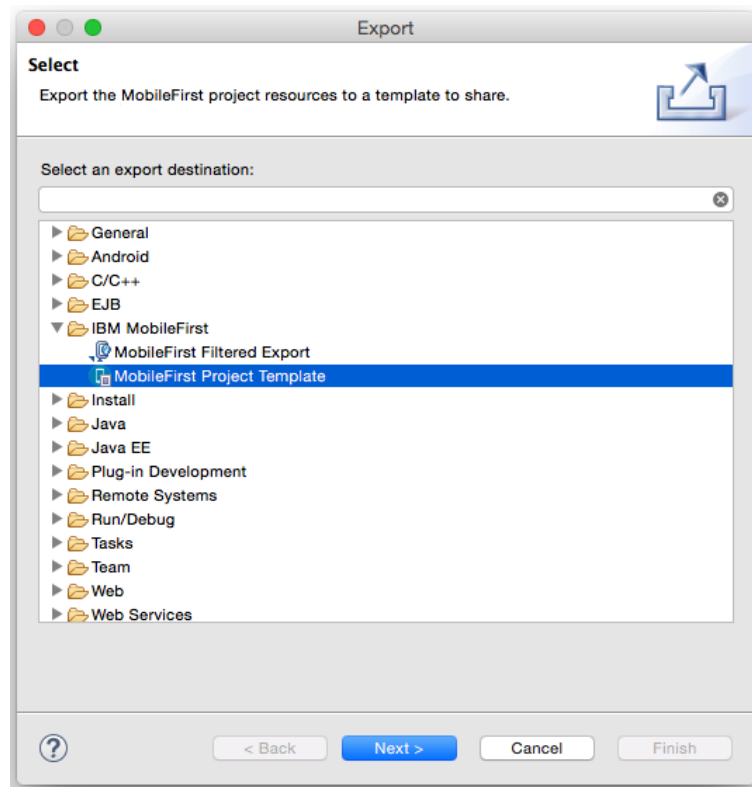 Export
Select
Export the MobileFirst project resources to a template to share.
Select an export destination:
General
Android
C/C++
EJB
IBM MobileFirst
MobileFirst Filtered Export
MobileFirst Project Template
Install
Java
Java EE
Plug-in Development
Remote Systems
Run/Debug
Tasks
Team
Web
Web Services
? < Back Next > Cancel Finish